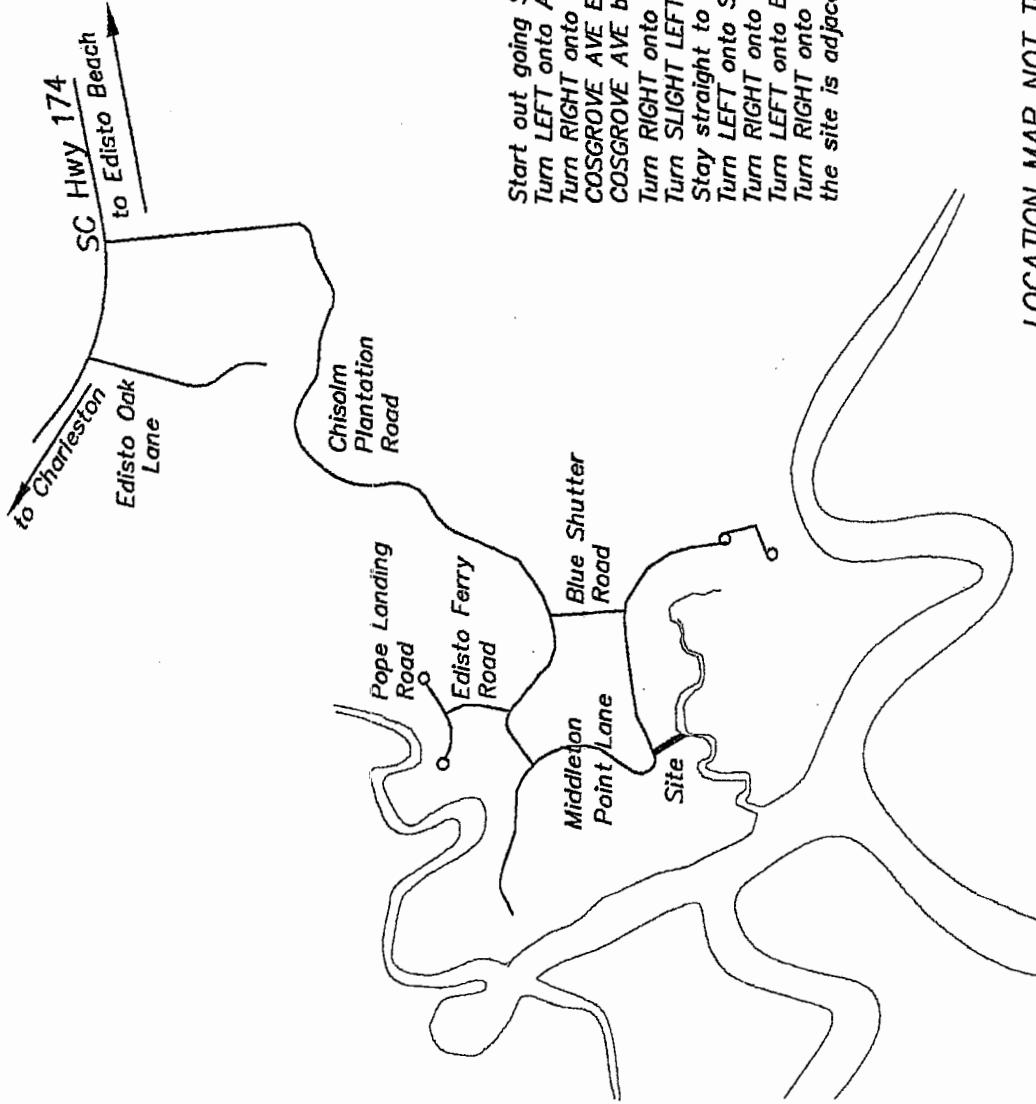 SC Hwy 174
to Edisto Beach
to Charleston
Edisto Oak
Lane
Chisolm
Plantation
Road
Pope Landing
Road
Edisto Ferry
Road
Blue Shutter
Road
Middleton
Point Lane
Site
Start out going
Turn LEFT onto
Turn RIGHT onto
COSGROVE AVE
COSGROVE AVE
Turn RIGHT onto
Turn SLIGHT LEFT
Stay straight to
Turn LEFT onto
Turn RIGHT onto
Turn LEFT onto
Turn RIGHT onto
the site is
LOCATION MAP NOT